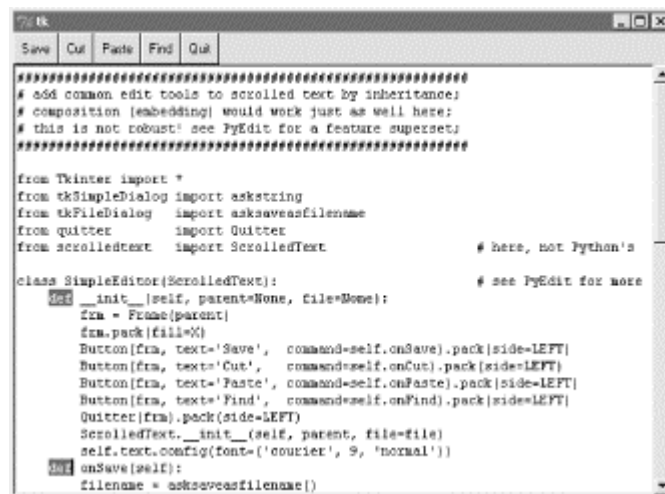 tk
Save Cut Paste Find Quit
############################################################
# add common edit tools to scrolled text by inheritance;
# composition (embedding) would work just as well here;
# this is not robust! see PyEdit for a feature superset;
############################################################
from Tkinter import *
from tkSimpleDialog import askstring
from tkFileDialog   import asksaveasfilename
from quitter        import Quitter
from scrolledtext   import ScrolledText                # here, not Python's
class SimpleEditor(ScrolledText):                      # see PyEdit for more
    def __init__(self, parent=None, file=None):
        frm = Frame(parent)
        frm.pack(fill=X)
        Button(frm, text='Save',  command=self.onSave).pack(side=LEFT)
        Button(frm, text='Cut',   command=self.onCut).pack(side=LEFT)
        Button(frm, text='Paste', command=self.onPaste).pack(side=LEFT)
        Button(frm, text='Find',  command=self.onFind).pack(side=LEFT)
        Quitter(frm).pack(side=LEFT)
        ScrolledText.__init__(self, parent, file=file)
        self.text.config(font=('courier', 9, 'normal'))
    def onSave(self):
        filename = asksaveasfilename()